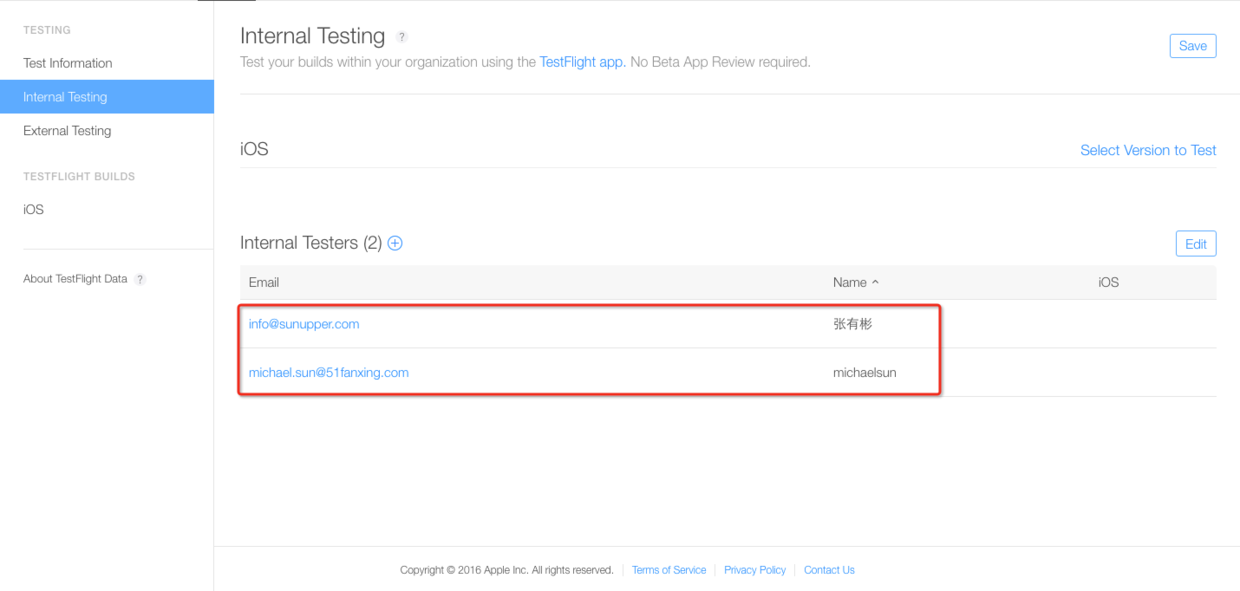 TESTING
Test Information
Internal Testing
External Testing
TESTFLIGHT BUILDS
iOS
About TestFlight Data ?
Internal Testing ?
Test your builds within your organization using the TestFlight app. No Beta App Review required.
Save
iOS
Select Version to Test
Internal Testers (2)
Edit
Email Name iOS
info@sunupper.com 张有彬
michael.sun@51fanxing.com michaelsun
Copyright © 2016 Apple Inc. All rights reserved. | Terms of Service | Privacy Policy | Contact Us